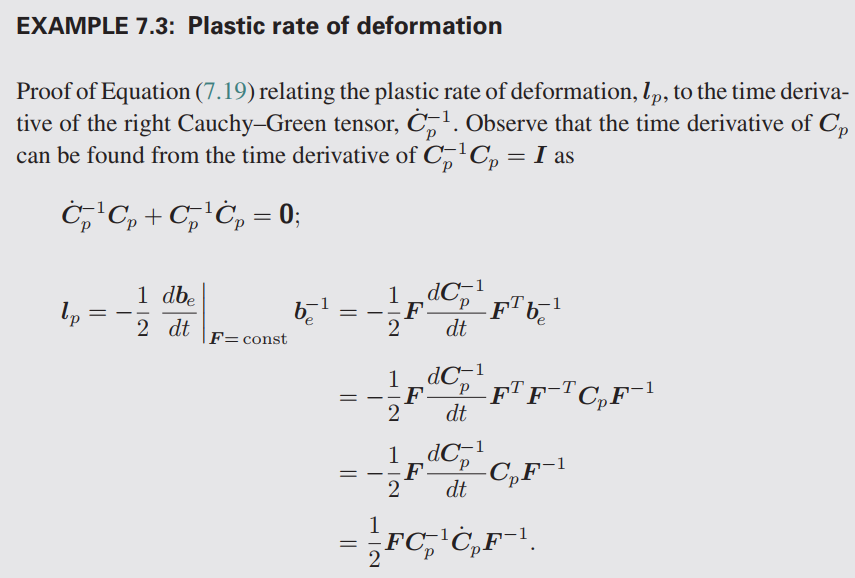 EXAMPLE 7.3: Plastic rate of deformation
Proof of Equation (7.19) relating the plastic rate of deformation, $\boldsymbol{l}_p$, to the time deriva-
tive of the right Cauchy–Green tensor, $\dot{\boldsymbol{C}}_p^{-1}$. Observe that the time derivative of $\boldsymbol{C}_p$
can be found from the time derivative of $\boldsymbol{C}_p^{-1}\boldsymbol{C}_p = \boldsymbol{I}$ as
$\dot{\boldsymbol{C}}_p^{-1}\boldsymbol{C}_p + \boldsymbol{C}_p^{-1}\dot{\boldsymbol{C}}_p = \mathbf{0};$
$\boldsymbol{l}_p = -\frac{1}{2} \left.\frac{d\boldsymbol{b}_e}{dt}\right|_{\boldsymbol{F}=\text{const}} \boldsymbol{b}_e^{-1} = -\frac{1}{2}\boldsymbol{F}\frac{d\boldsymbol{C}_p^{-1}}{dt}\boldsymbol{F}^T\boldsymbol{b}_e^{-1}$
$= -\frac{1}{2}\boldsymbol{F}\frac{d\boldsymbol{C}_p^{-1}}{dt}\boldsymbol{F}^T\boldsymbol{F}^{-T}\boldsymbol{C}_p\boldsymbol{F}^{-1}$
$= -\frac{1}{2}\boldsymbol{F}\frac{d\boldsymbol{C}_p^{-1}}{dt}\boldsymbol{C}_p\boldsymbol{F}^{-1}$
$= \frac{1}{2}\boldsymbol{F}\boldsymbol{C}_p^{-1}\dot{\boldsymbol{C}}_p\boldsymbol{F}^{-1}.$